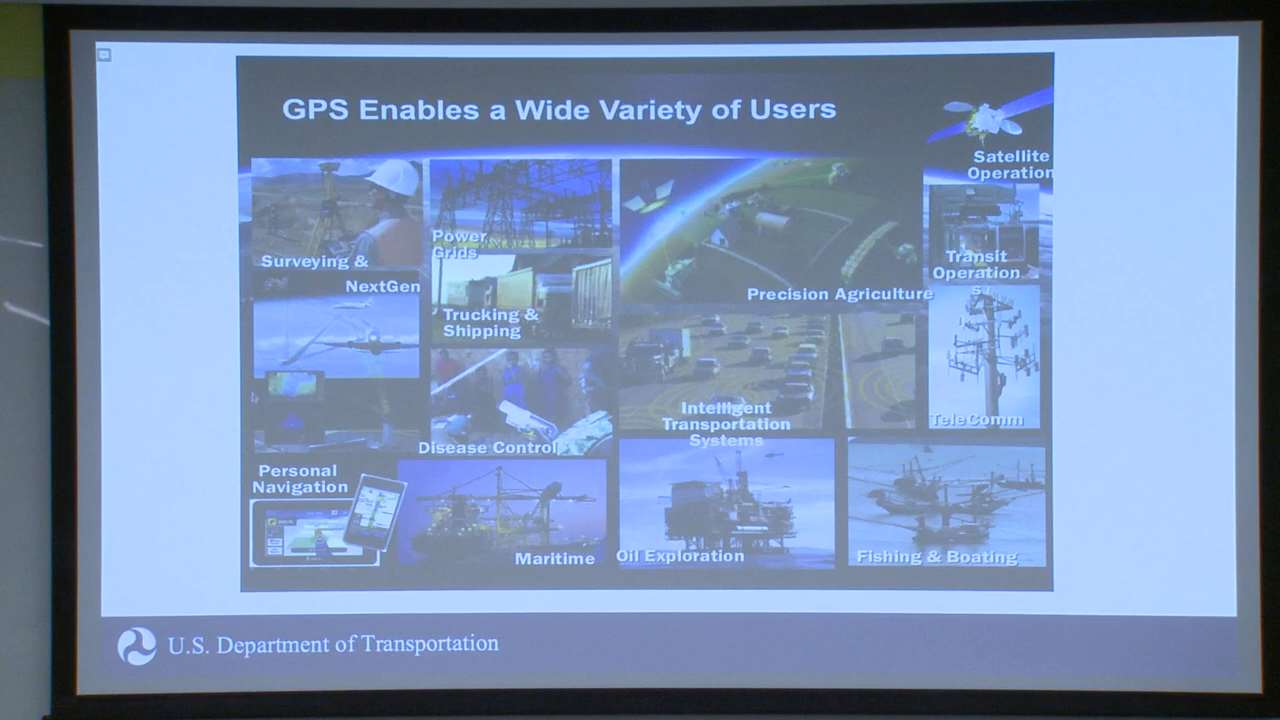 GPS Enables a Wide Variety of Users
Satellite
Operation
Surveying &
Power
Grids
Precision Agriculture
Transit
Operation
s
NextGen
Trucking &
Shipping
Intelligent
Transportation
Systems
TeleComm
Disease Control
Personal
Navigation
Maritime
Oil Exploration
Fishing & Boating
U.S. Department of Transportation